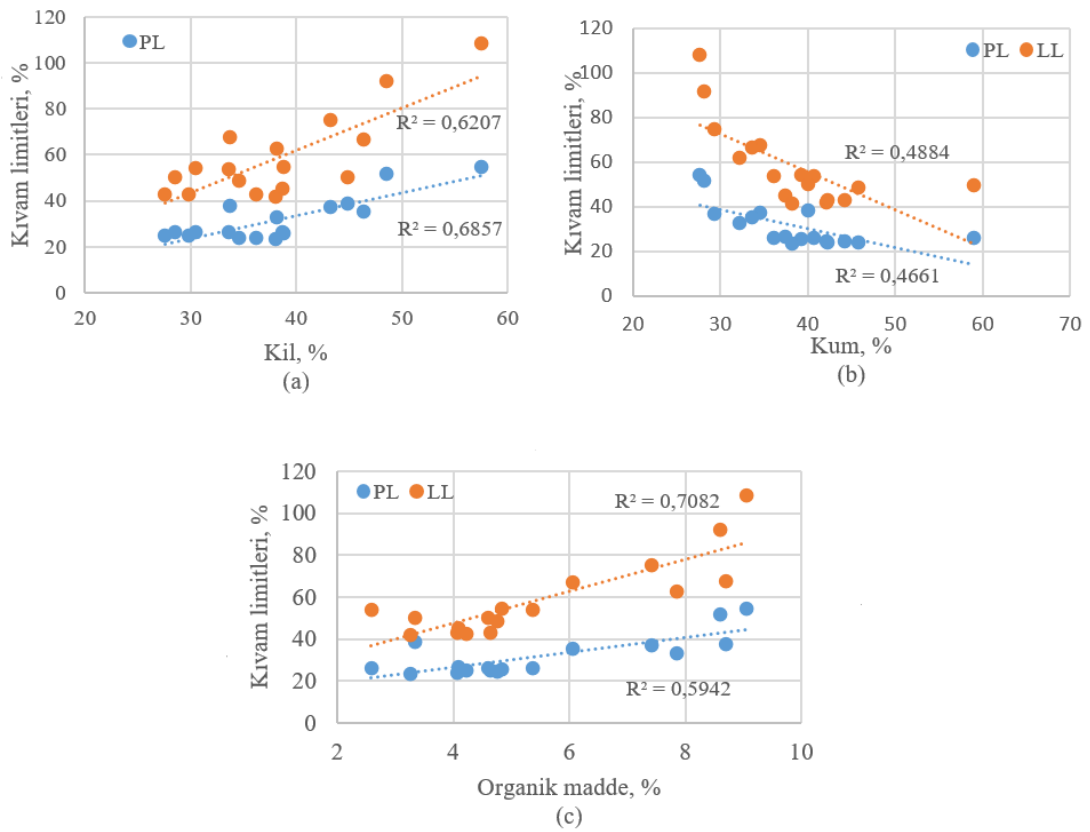 PL
Kıvam limitleri, %
120
100
80
60
40
20
0
R² = 0,6207
R² = 0,6857
20 30 40 50 60
Kil, %
(a)
PL LL
Kıvam limitleri, %
120
100
80
60
40
20
0
R² = 0,4884
R² = 0,4661
20 30 40 50 60 70
Kum, %
(b)
PL LL
Kıvam limitleri, %
120
100
80
60
40
20
0
R² = 0,7082
R² = 0,5942
2 4 6 8 10
Organik madde, %
(c)